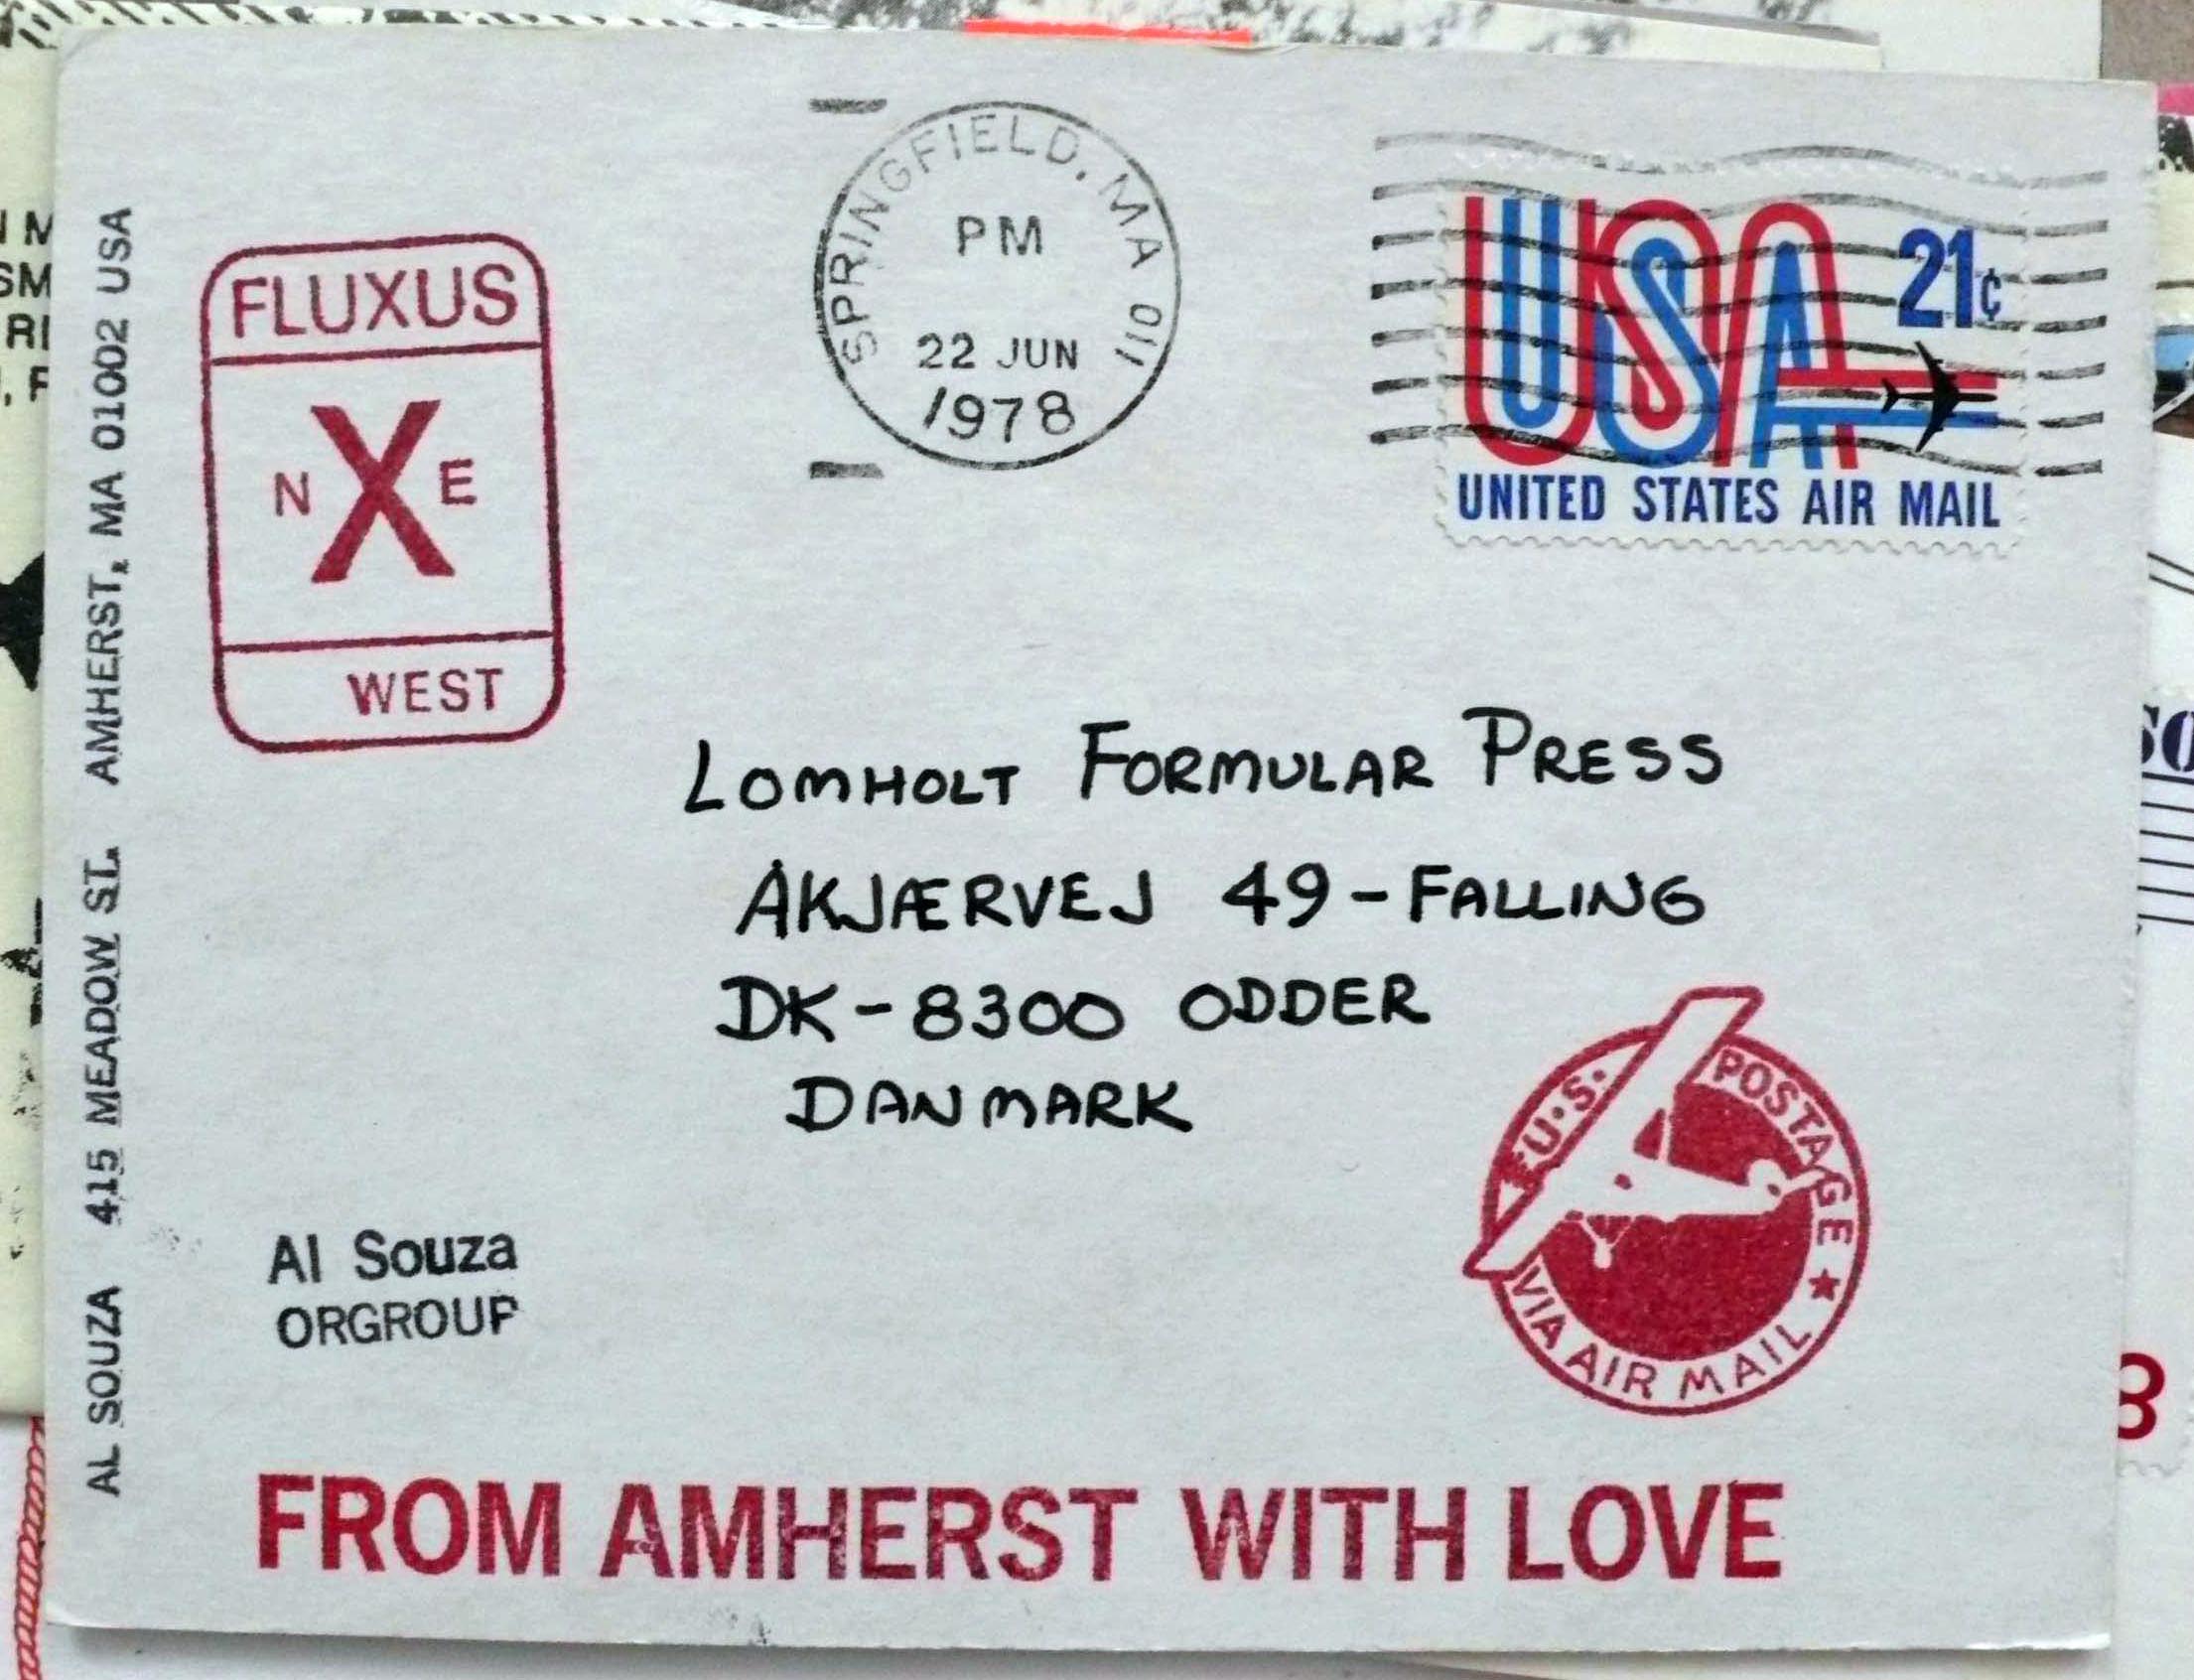 AL SOUZA 415 MEADOW ST. AMHERST, MA 01002 USA
FLUXUS
N X E
WEST
SPRINGFIELD, MA 011
PM
22 JUN
1978
USA 21¢
UNITED STATES AIR MAIL
LOMHOLT FORMULAR PRESS
AKJÆRVEJ 49-FALLING
DK-8300 ODDER
DANMARK
U.S. POSTAGE
VIA AIR MAIL
Al Souza
ORGROUP
FROM AMHERST WITH LOVE